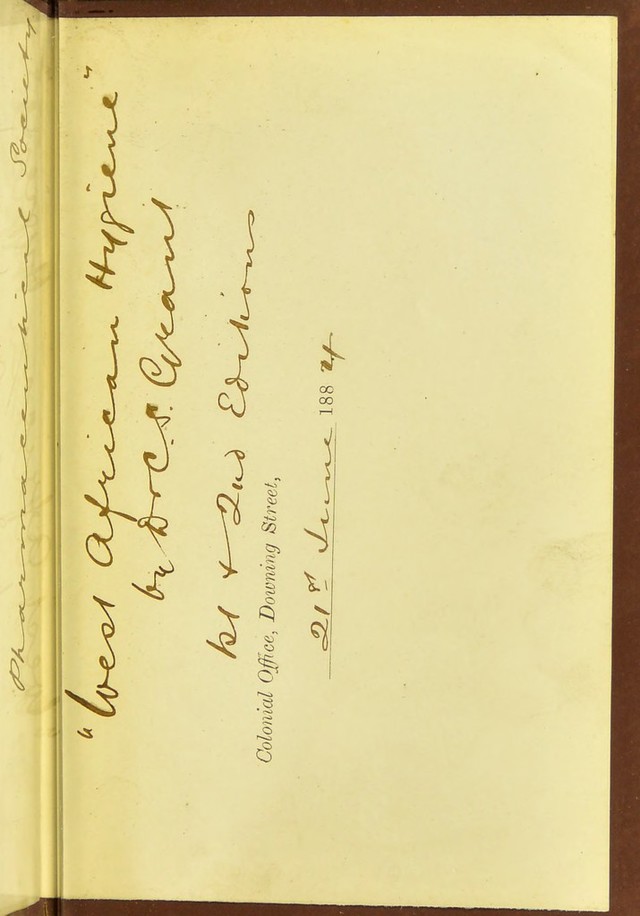 Pharmaceutical Society
"West African Hygiene"
by Dr C.S. Grant
1st + 2nd Editions
Colonial Office, Downing Street,
21st June 1884